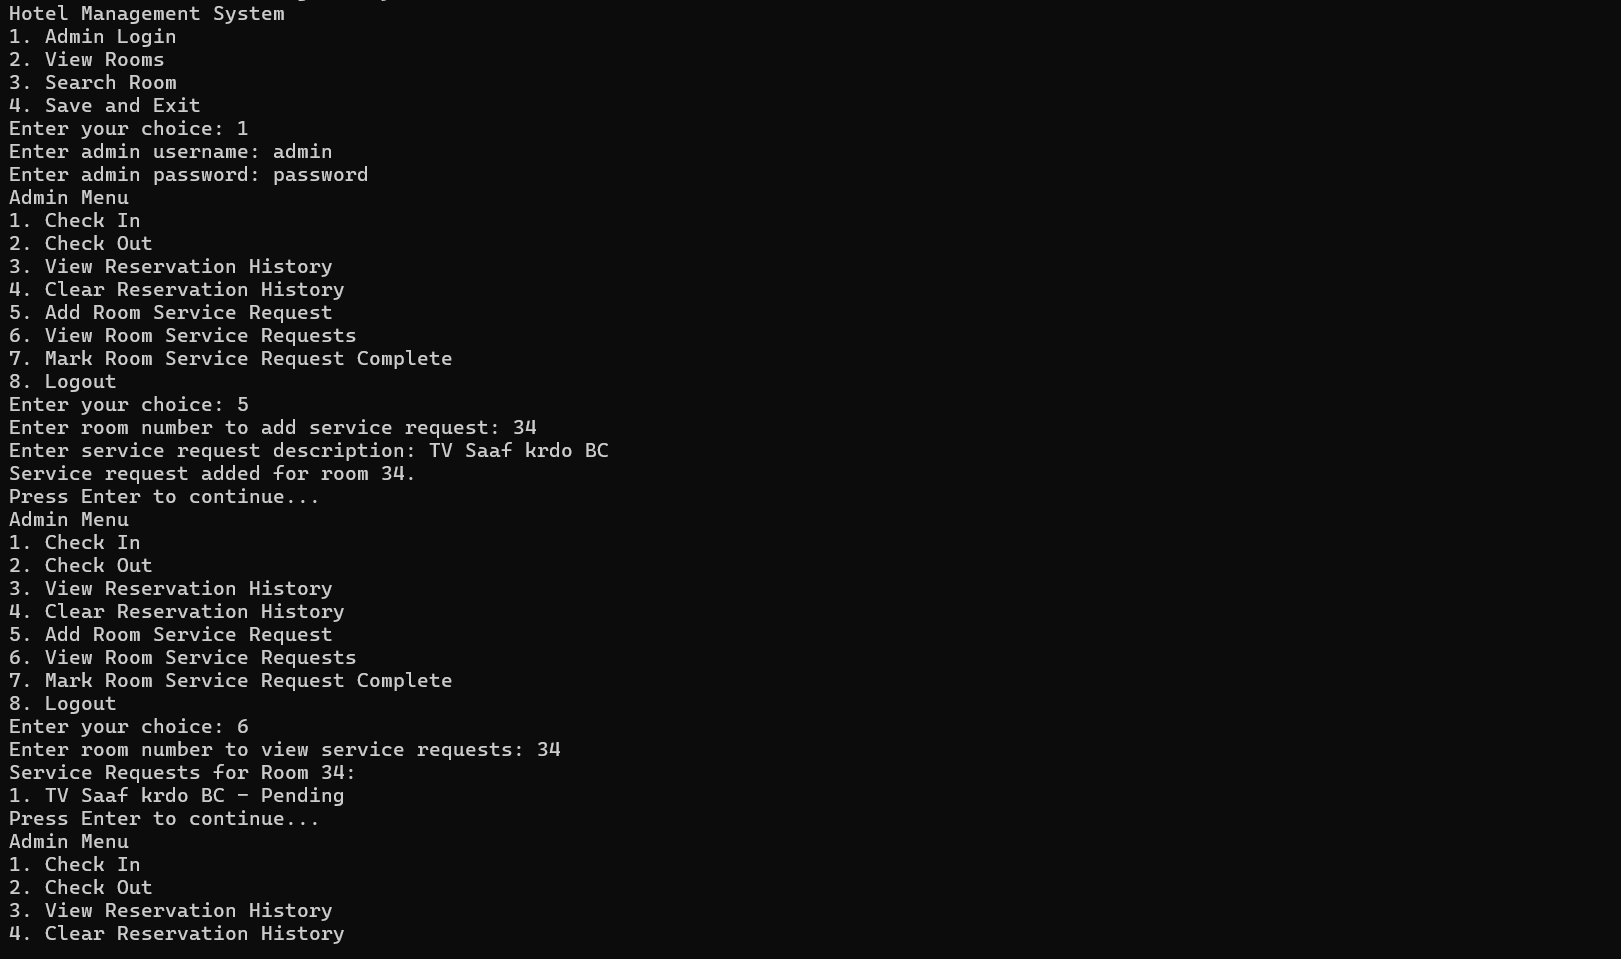 Hotel Management System
1. Admin Login
2. View Rooms
3. Search Room
4. Save and Exit
Enter your choice: 1
Enter admin username: admin
Enter admin password: password
Admin Menu
1. Check In
2. Check Out
3. View Reservation History
4. Clear Reservation History
5. Add Room Service Request
6. View Room Service Requests
7. Mark Room Service Request Complete
8. Logout
Enter your choice: 5
Enter room number to add service request: 34
Enter service request description: TV Saaf krdo BC
Service request added for room 34.
Press Enter to continue...
Admin Menu
1. Check In
2. Check Out
3. View Reservation History
4. Clear Reservation History
5. Add Room Service Request
6. View Room Service Requests
7. Mark Room Service Request Complete
8. Logout
Enter your choice: 6
Enter room number to view service requests: 34
Service Requests for Room 34:
1. TV Saaf krdo BC - Pending
Press Enter to continue...
Admin Menu
1. Check In
2. Check Out
3. View Reservation History
4. Clear Reservation History